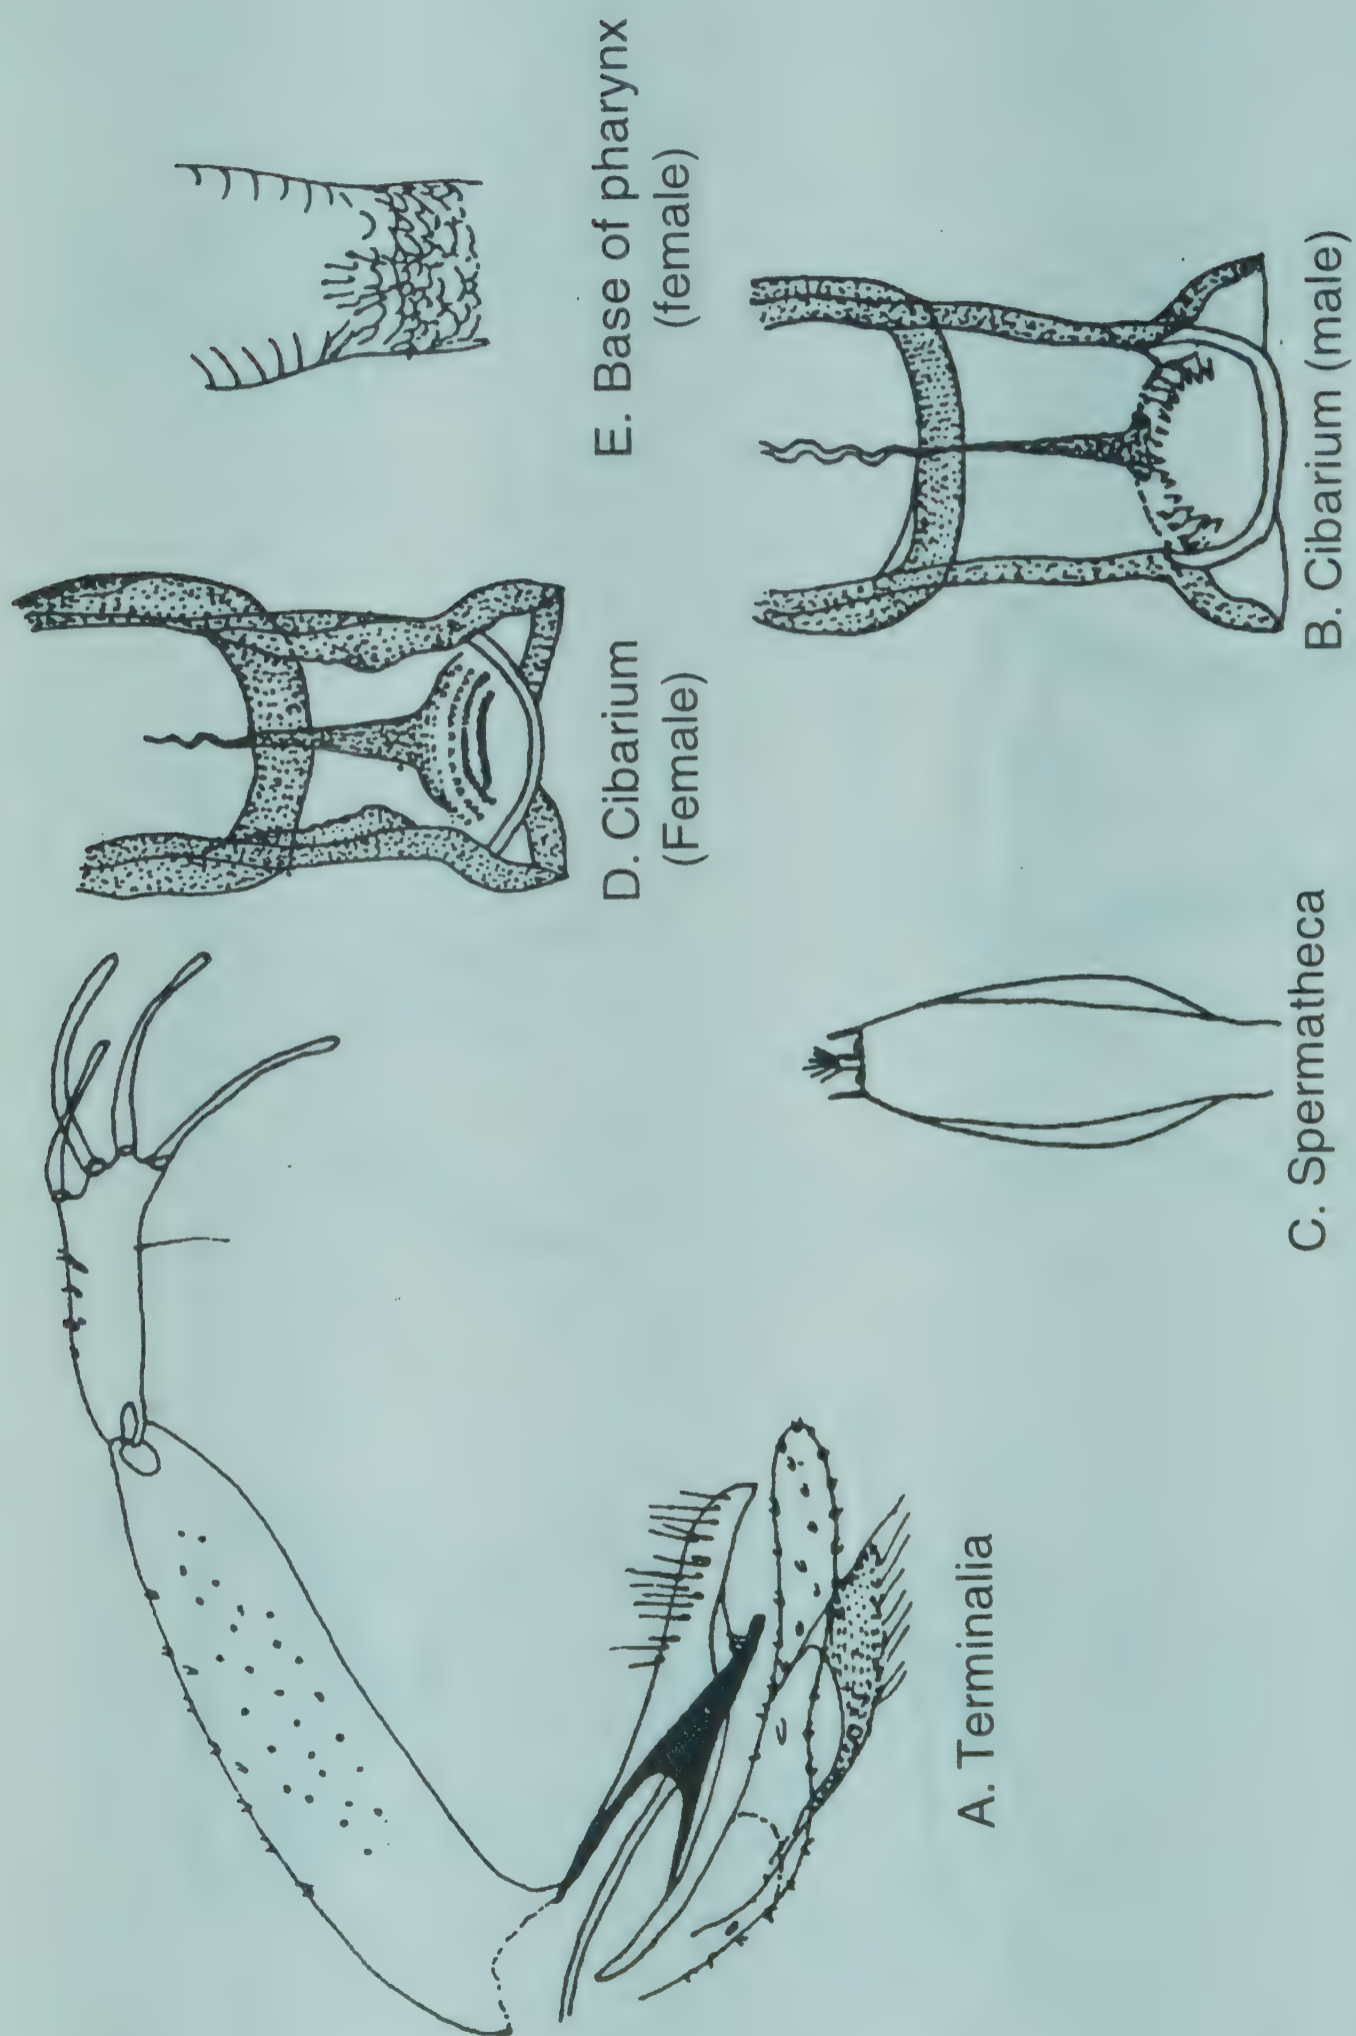 A. Terminalia
B. Cibarium (male)
C. Spermatheca
D. Cibarium
(Female)
E. Base of pharynx
(female)